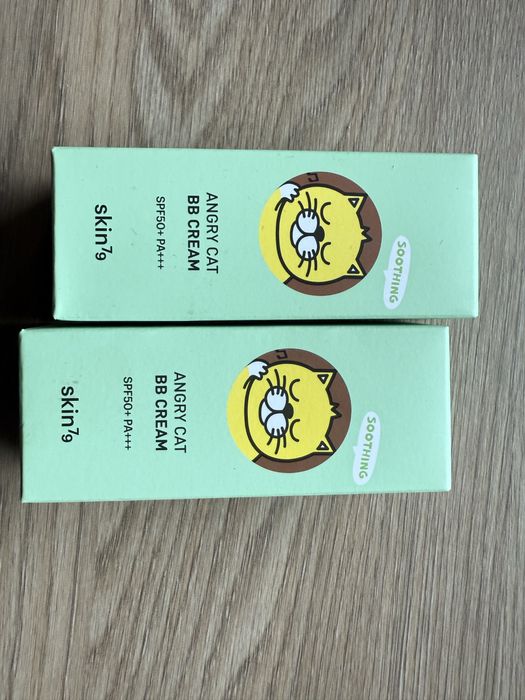 SOOTHING
ANGRY CAT
BB CREAM
SPF50+ PA+++
skin79
SOOTHING
ANGRY CAT
BB CREAM
SPF50+ PA+++
skin79